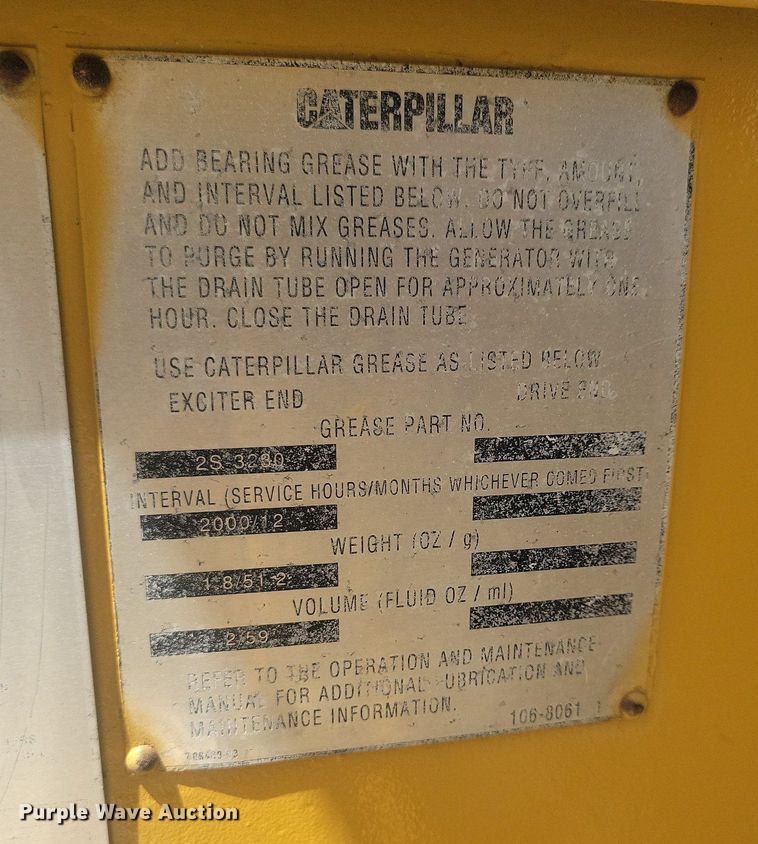 CATERPILLAR
ADD BEARING GREASE WITH THE TYPE, AMOUNT,
AND INTERVAL LISTED BELOW. DO NOT OVERFILL
AND DO NOT MIX GREASES. ALLOW THE GREASE
TO PURGE BY RUNNING THE GENERATOR WITH
THE DRAIN TUBE OPEN FOR APPROXIMATELY ONE
HOUR. CLOSE THE DRAIN TUBE
USE CATERPILLAR GREASE AS LISTED BELOW
EXCITER END DRIVE END
GREASE PART NO.
2S 3230
INTERVAL (SERVICE HOURS/MONTHS WHICHEVER COMES FIRST
2000/12
WEIGHT (OZ / g)
1.8/51.2
VOLUME (FLUID OZ / ml)
2/59
REFER TO THE OPERATION AND MAINTENANCE
MANUAL FOR ADDITIONAL LUBRICATION AND
MAINTENANCE INFORMATION.
106-8061 1
Purple Wave Auction